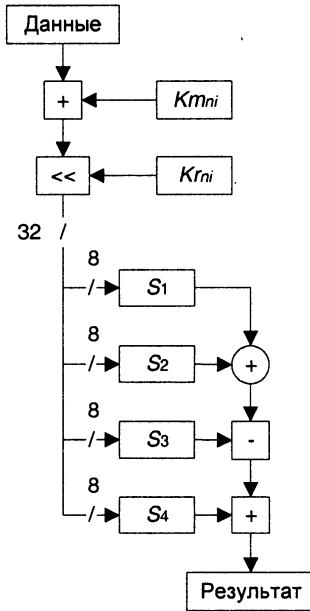 Данные
+
Kmni
<<
Krni
32 /
8
/
S1
8
/
S2
+
8
/
S3
-
8
/
S4
+
Результат